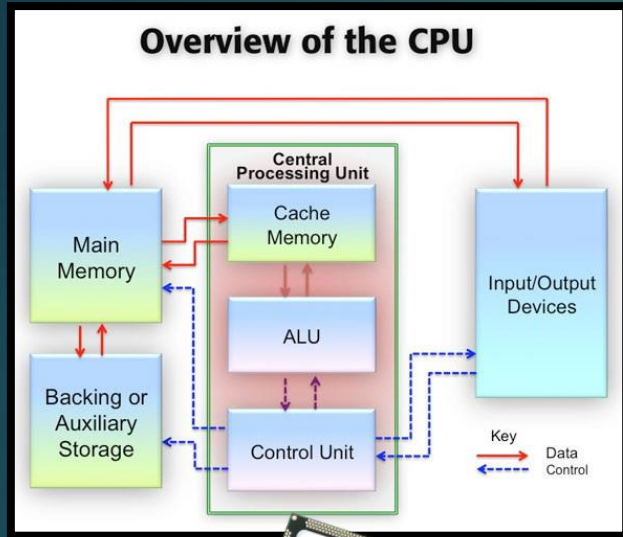 Overview of the CPU
Central
Processing Unit
Cache
Memory
Main
Memory
Input/Output
Devices
ALU
Backing or
Auxiliary
Storage
Control Unit
Key
Data
Control